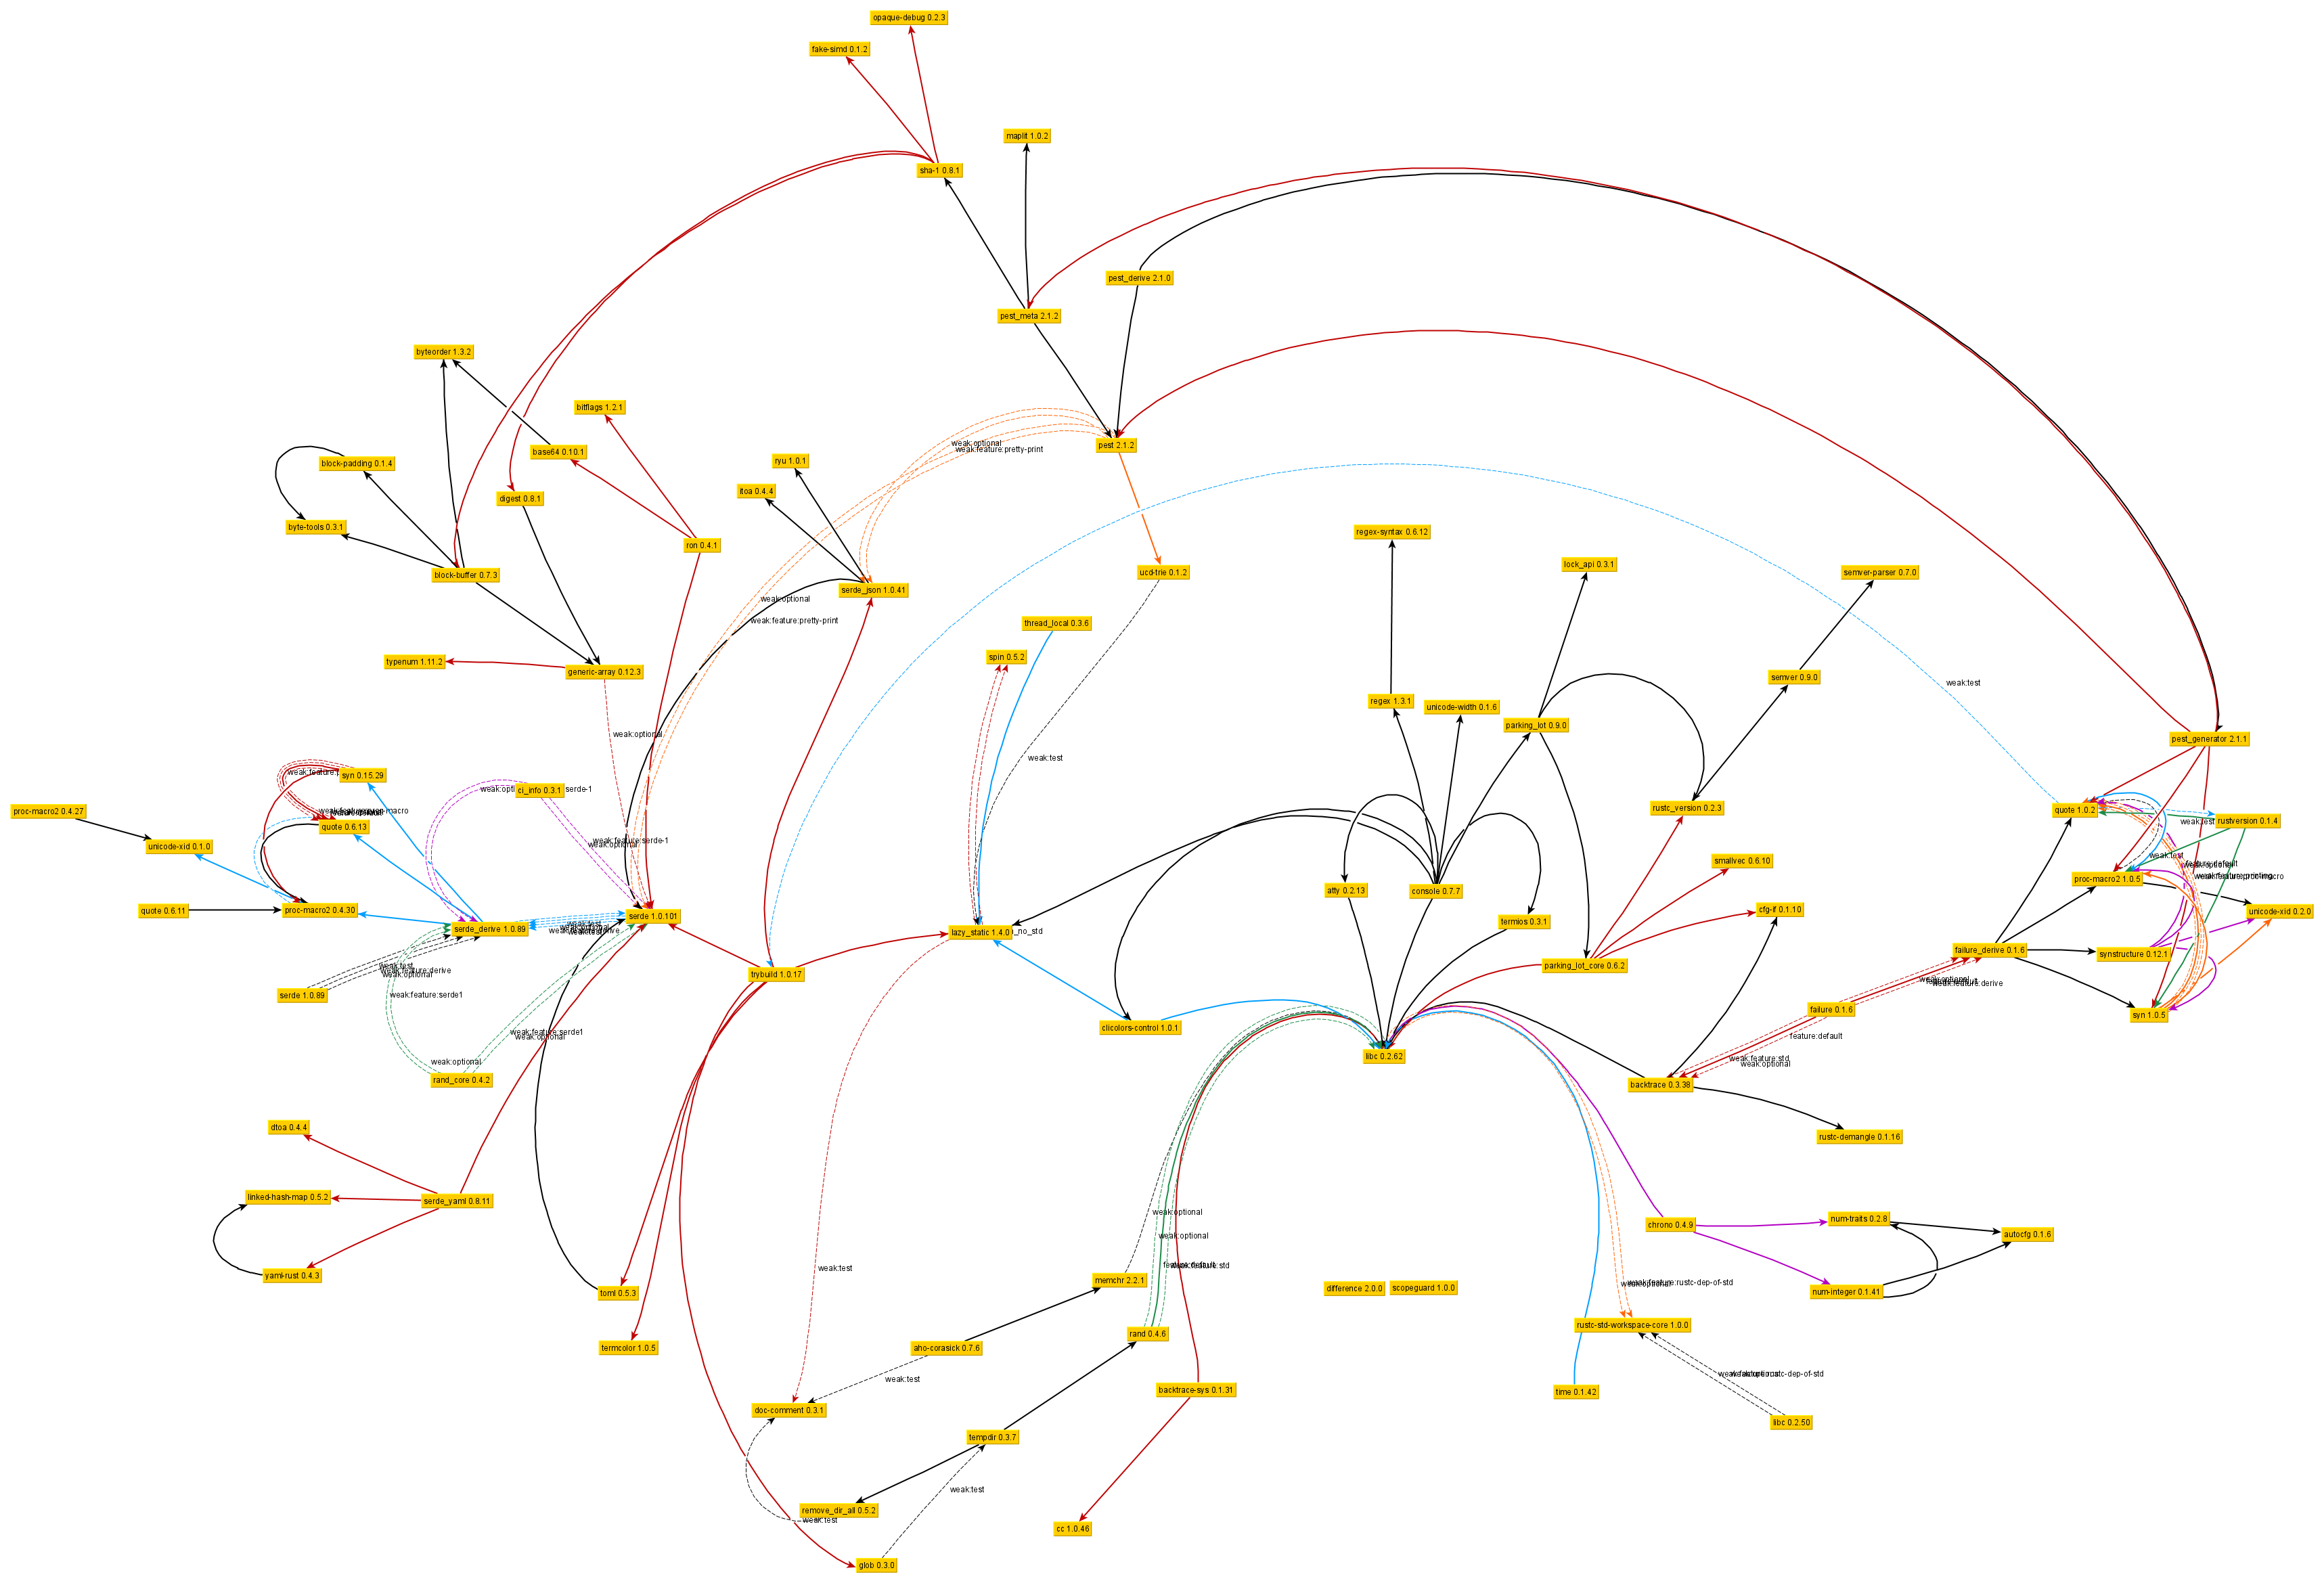 opaque-debug 0.2.3
fake-simd 0.1.2
maplit 1.0.2
sha-1 0.8.1
pest_derive 2.1.0
pest_meta 2.1.2
byteorder 1.3.2
bitflags 1.2.1
weak:optional
pest 2.1.2
weak:feature:pretty-print
base64 0.10.1
block-padding 0.1.4
ryu 1.0.1
itoa 0.4.4
digest 0.8.1
byte-tools 0.3.1
regex-syntax 0.6.12
ron 0.4.1
lock_api 0.3.1
ucd-trie 0.1.2
semver-parser 0.7.0
block-buffer 0.7.3
serde_json 1.0.41
weak:optional
weak:feature:pretty-print
thread_local 0.3.6
spin 0.5.2
typenum 1.11.2
generic-array 0.12.3
semver 0.9.0
weak:test
regex 1.3.1
unicode-width 0.1.6
parking_lot 0.9.0
weak:optional
pest_generator 2.1.1
weak:test
syn 0.15.29
ci_info 0.3.1
serde-1
rustc_version 0.2.3
proc-macro2 0.4.27
quote 1.0.2
quote 0.6.13
rustversion 0.1.4
weak:test
weak:feature:serde-1
weak:optional
unicode-xid 0.1.0
weak:test
smallvec 0.6.10
feature:default
proc-macro2 1.0.5
atty 0.2.13
console 0.7.7
quote 0.6.11
proc-macro2 0.4.30
serde 1.0.101
cfg-if 0.1.10
unicode-xid 0.2.0
termios 0.3.1
serde_derive 1.0.89
lazy_static 1.4.0
failure_derive 0.1.6
synstructure 0.12.1
parking_lot_core 0.6.2
weak:test
weak:feature:derive
weak:optional
trybuild 1.0.17
weak:optional
weak:feature:derive
serde 1.0.89
weak:feature:serde1
failure 0.1.6
syn 1.0.5
clicolors-control 1.0.1
weak:feature:serde1
weak:optional
feature:default
libc 0.2.62
weak:feature:std
weak:optional
weak:optional
rand_core 0.4.2
backtrace 0.3.38
dtoa 0.4.4
rustc-demangle 0.1.16
linked-hash-map 0.5.2
serde_yaml 0.8.11
weak:optional
num-traits 0.2.8
chrono 0.4.9
weak:optional
autocfg 0.1.6
weak:test
feature:default
weak:feature:std
yaml-rust 0.4.3
memchr 2.2.1
weak:feature:rustc-dep-of-std
weak:optional
difference 2.0.0
scopeguard 1.0.0
toml 0.5.3
num-integer 0.1.41
rustc-std-workspace-core 1.0.0
rand 0.4.6
termcolor 1.0.5
aho-corasick 0.7.6
weak:test
weak:feature:rustc-dep-of-std
backtrace-sys 0.1.31
time 0.1.42
doc-comment 0.3.1
libc 0.2.50
tempdir 0.3.7
weak:test
remove_dir_all 0.5.2
weak:test
cc 1.0.46
glob 0.3.0